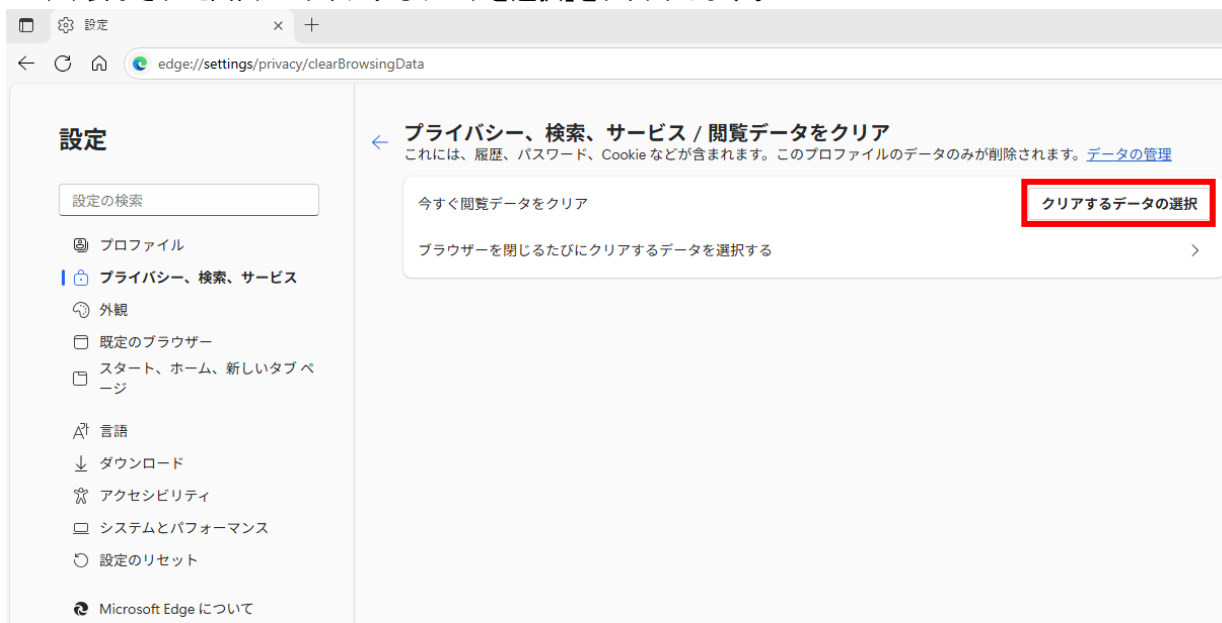 設定
edge://settings/privacy/clearBrowsingData
設定
設定の検索
プロファイル
プライバシー、検索、サービス
外観
既定のブラウザー
スタート、ホーム、新しいタブ ペ
ージ
言語
ダウンロード
アクセシビリティ
システムとパフォーマンス
設定のリセット
Microsoft Edge について
プライバシー、検索、サービス / 閲覧データをクリア
これには、履歴、パスワード、Cookie などが含まれます。このプロファイルのデータのみが削除されます。データの管理
今すぐ閲覧データをクリア
クリアするデータの選択
ブラウザーを閉じるたびにクリアするデータを選択する